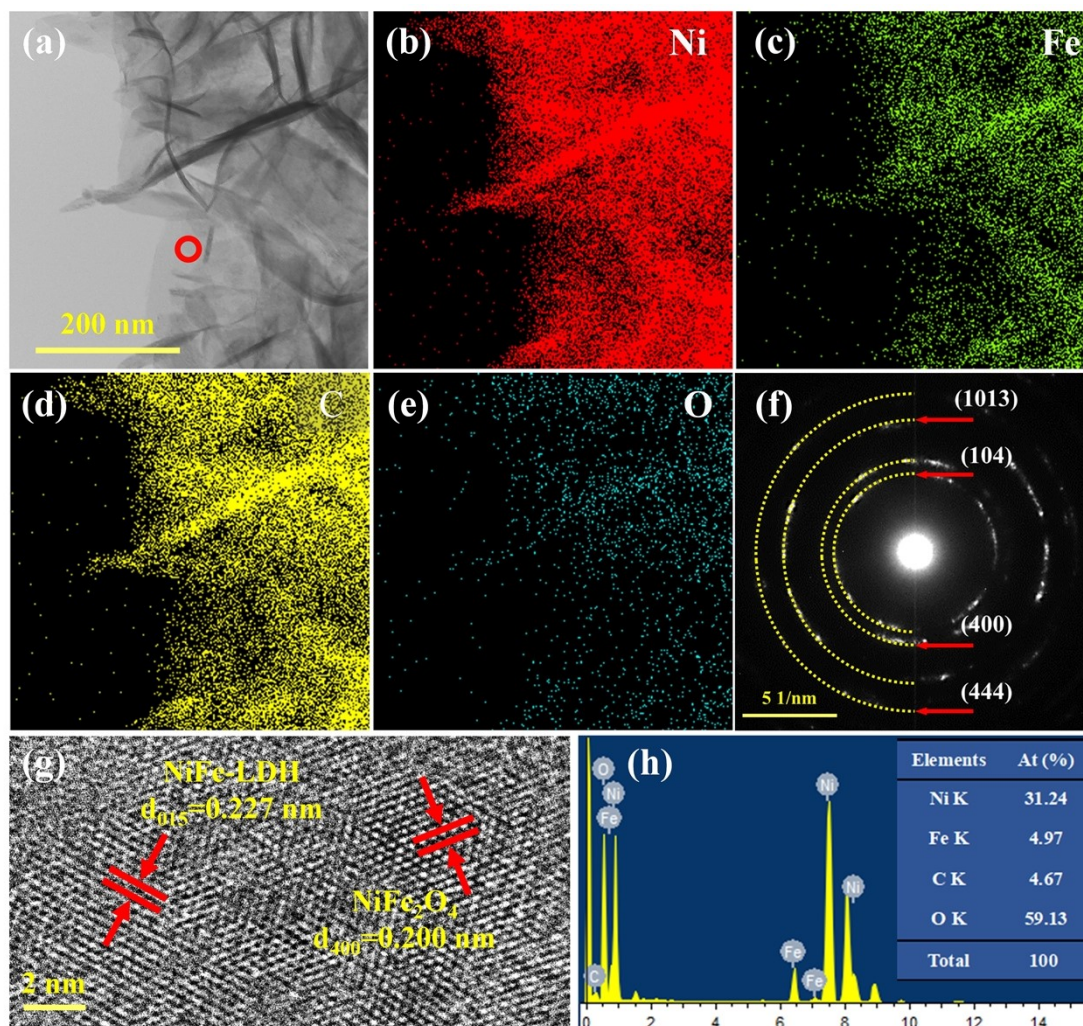 (a)
200 nm
(b) Ni
(c) Fe
(d) C
(e) O
(f)
(1013)
(104)
(400)
(444)
5 1/nm
(g)
NiFe-LDH
d₀₁₅=0.227 nm
NiFe₂O₄
d₄₀₀=0.200 nm
2 nm
(h)
O
Ni
Fe
C
Fe
Fe
Ni
Ni
Elements At (%)
Ni K 31.24
Fe K 4.97
C K 4.67
O K 59.13
Total 100
0 2 4 6 8 10 12 14